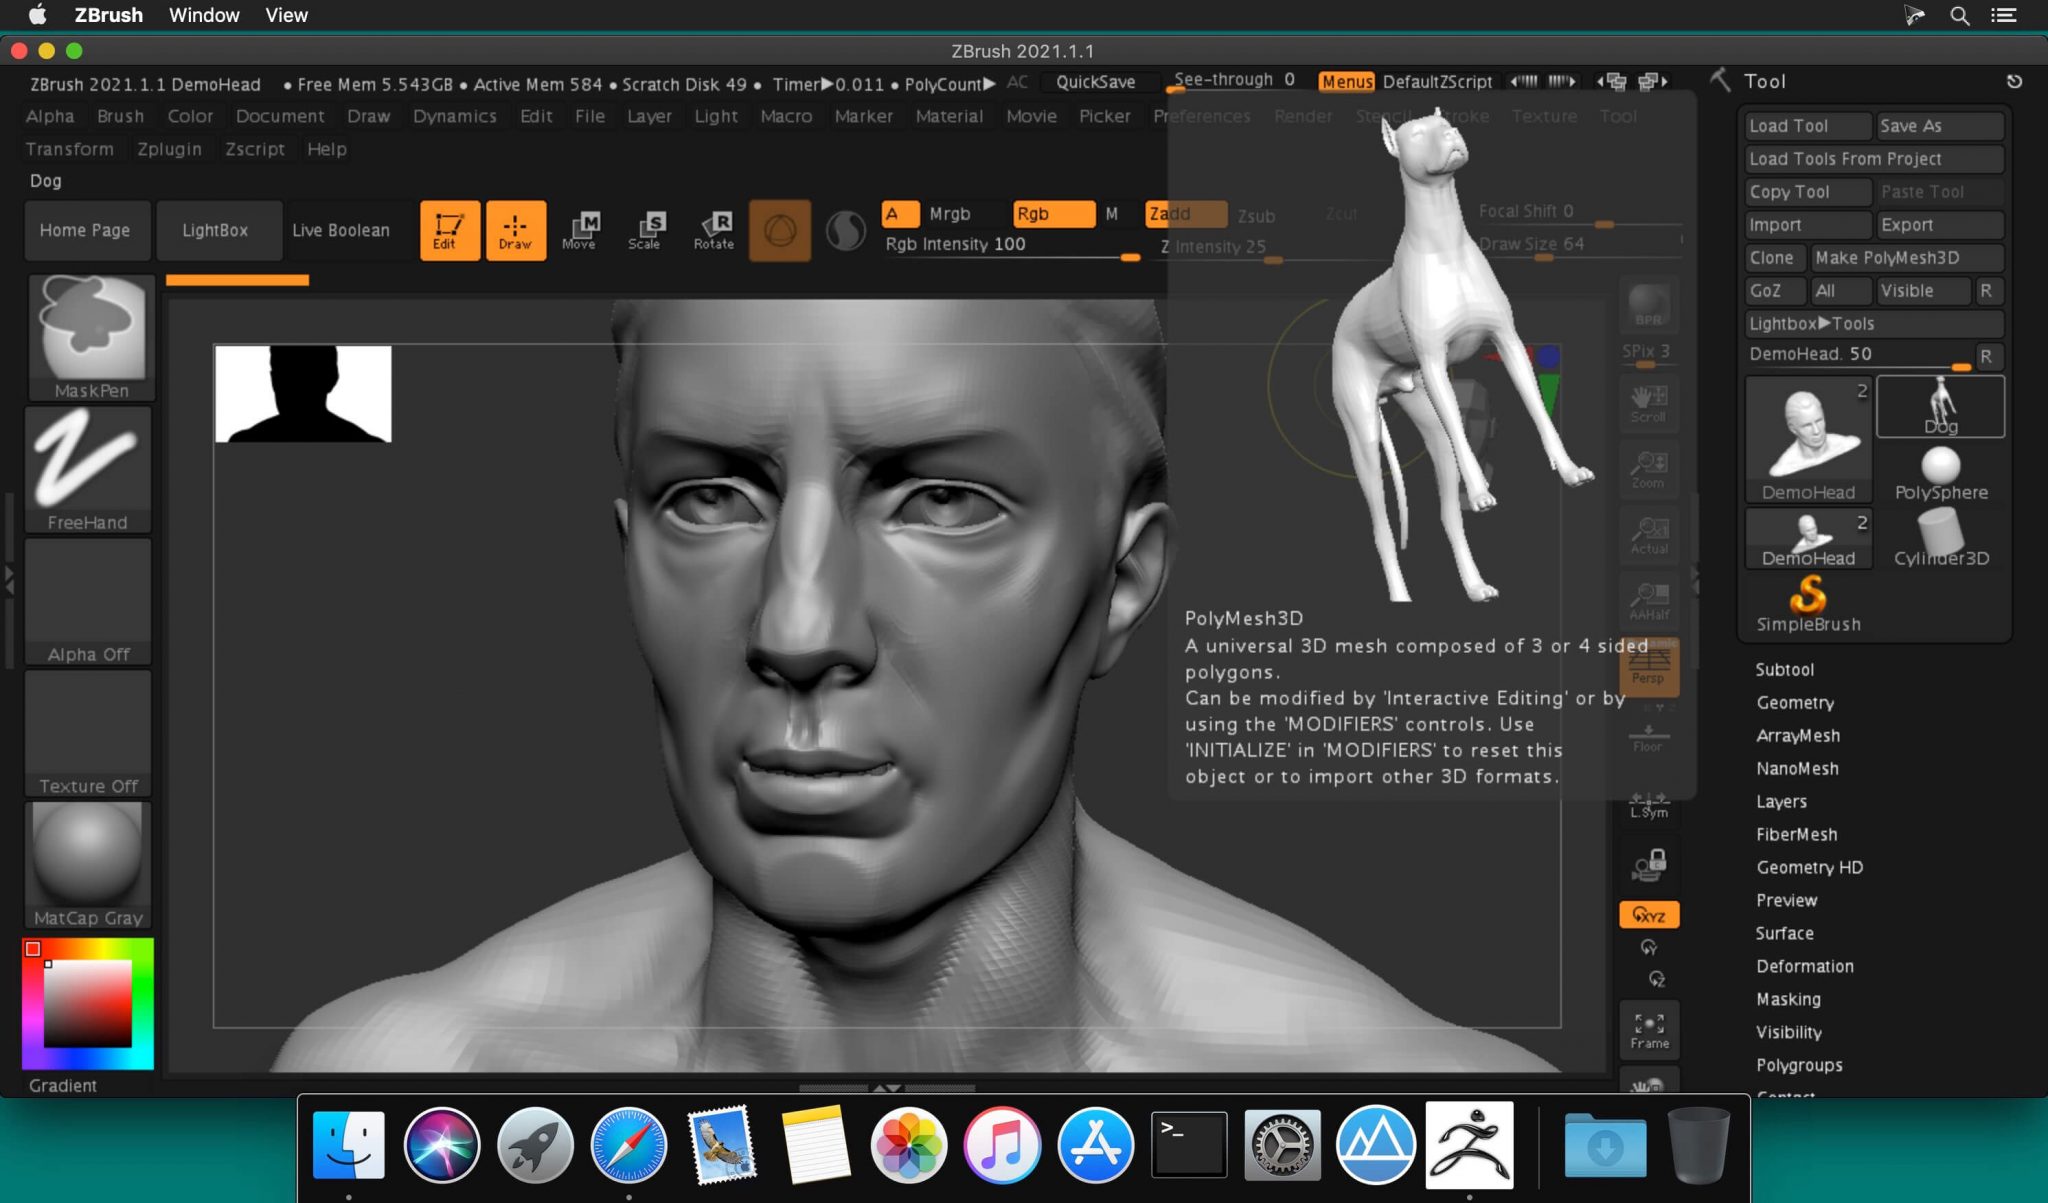 ZBrush Window View
ZBrush 2021.1.1
ZBrush 2021.1.1 DemoHead • Free Mem 5.543GB • Active Mem 584 • Scratch Disk 49 • Timer▶0.011 • PolyCount▶ AC QuickSave See-through 0 Menus DefaultZScript
Alpha Brush Color Document Draw Dynamics Edit File Layer Light Macro Marker Material Movie Picker Preferences Render Stencil Stroke Texture Tool
Transform Zplugin Zscript Help
Dog
Home Page LightBox Live Boolean Edit Draw Move Scale Rotate
M S R
A Mrgb Rgb M Zadd Zsub Zcut Focal Shift 0
Rgb Intensity 100 Z Intensity 25 Draw Size 64
MaskPen
FreeHand
Alpha Off
Texture Off
MatCap Gray
Gradient
PolyMesh3D
A universal 3D mesh composed of 3 or 4 sided
polygons.
Can be modified by 'Interactive Editing' or by
using the 'MODIFIERS' controls. Use
'INITIALIZE' in 'MODIFIERS' to reset this
object or to import other 3D formats.
BPR
SPix 3
Scroll
Zoom
Actual
AAHalf
Persp
Floor
L.Sym
XYZ
Y
Z
Frame
Tool
Load Tool Save As
Load Tools From Project
Copy Tool Paste Tool
Import Export
Clone Make PolyMesh3D
GoZ All Visible R
Lightbox▶Tools
DemoHead. 50 R
2
DemoHead Dog
PolySphere
2
DemoHead Cylinder3D
SimpleBrush
Subtool
Geometry
ArrayMesh
NanoMesh
Layers
FiberMesh
Geometry HD
Preview
Surface
Deformation
Masking
Visibility
Polygroups
Contact
>_